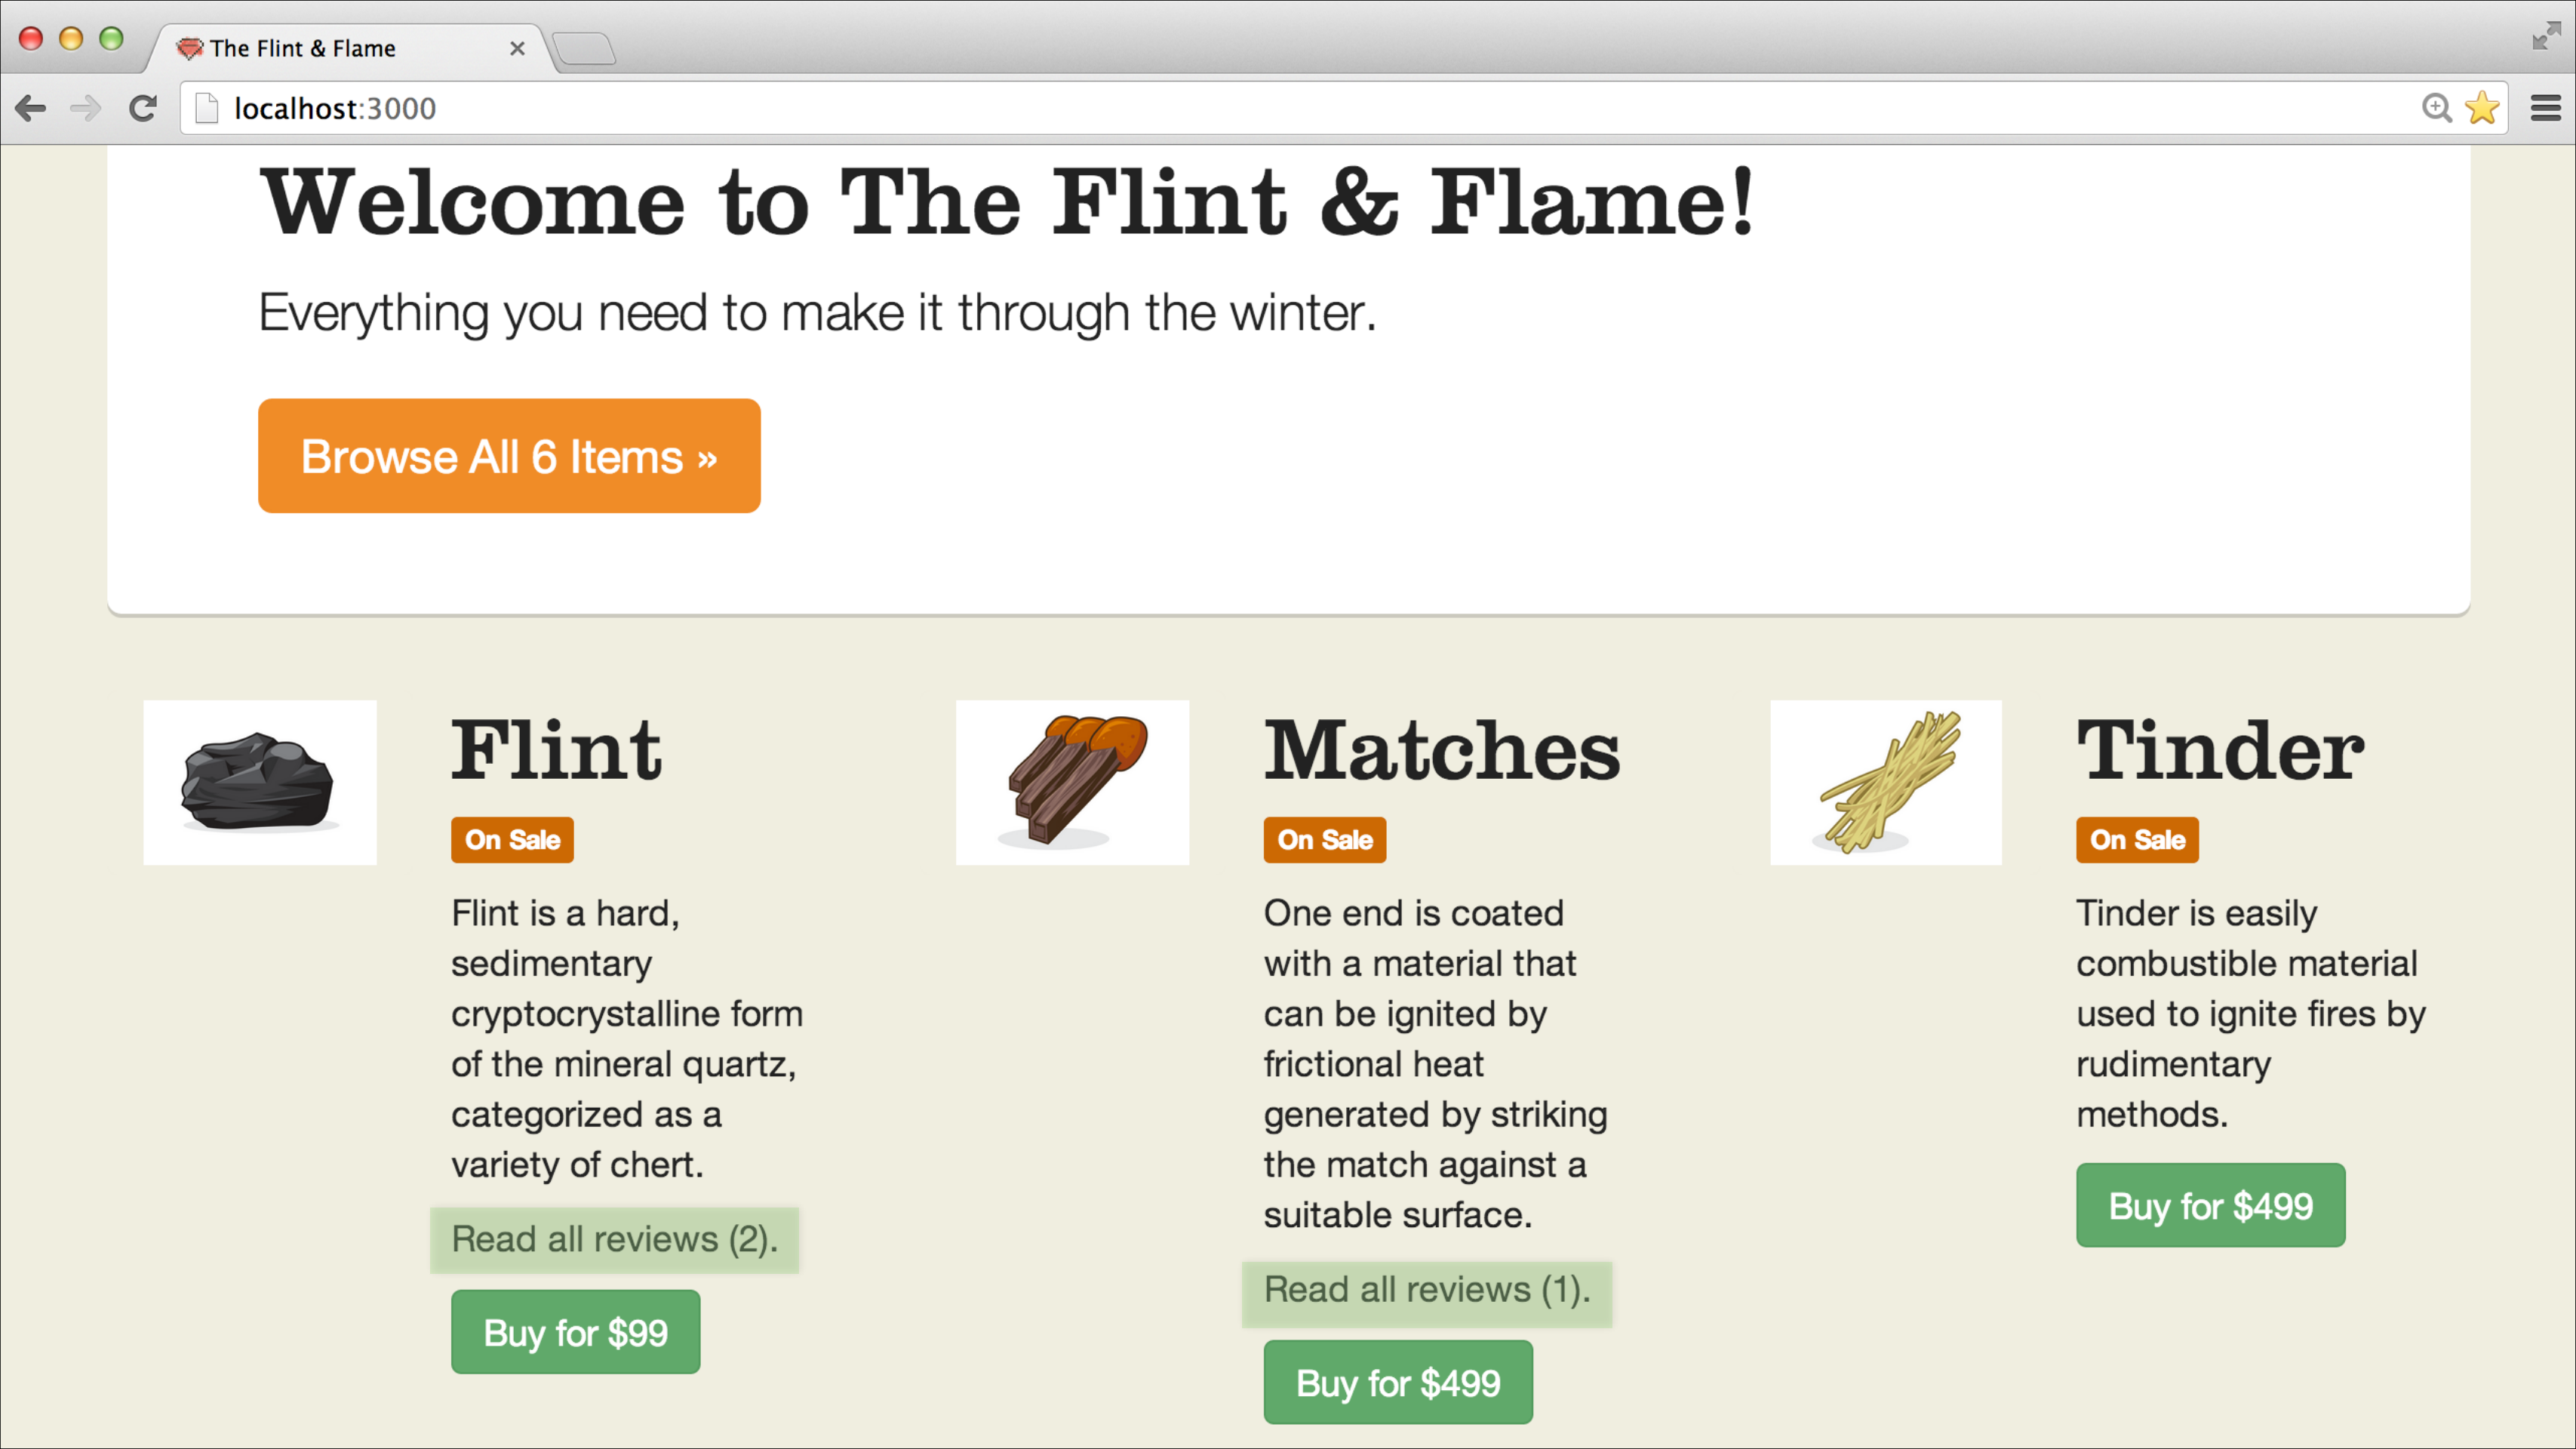 The Flint & Flame
localhost:3000
Welcome to The Flint & Flame!
Everything you need to make it through the winter.
Browse All 6 Items »
Flint
On Sale
Flint is a hard,
sedimentary
cryptocrystalline form
of the mineral quartz,
categorized as a
variety of chert.
Read all reviews (2).
Buy for $99
Matches
On Sale
One end is coated
with a material that
can be ignited by
frictional heat
generated by striking
the match against a
suitable surface.
Read all reviews (1).
Buy for $499
Tinder
On Sale
Tinder is easily
combustible material
used to ignite fires by
rudimentary
methods.
Buy for $499